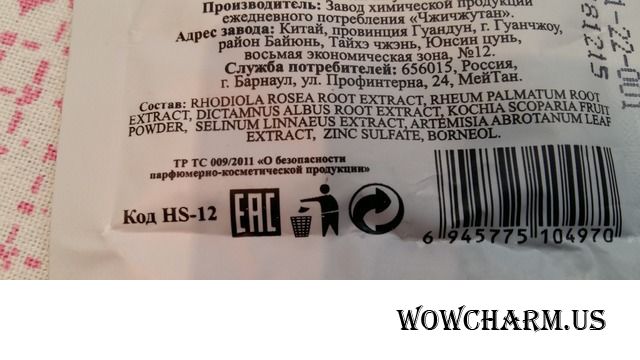 Производитель: Завод химической продукции
ежедневного потребления «Чжичжутан».
Адрес завода: Китай, провинция Гуандун, г. Гуанчжоу,
район Байюнь, Тайхэ чжэнь, Юнсин цунь,
восьмая экономическая зона, №12.
Служба потребителей: 656015, Россия,
г. Барнаул, ул. Профинтерна, 24, МейТан.
Состав: RHODIOLA ROSEA ROOT EXTRACT, RHEUM PALMATUM ROOT
EXTRACT, DICTAMNUS ALBUS ROOT EXTRACT, KOCHIA SCOPARIA FRUIT
POWDER, SELINUM LINNAEUS EXTRACT, ARTEMISIA ABROTANUM LEAF
EXTRACT, ZINC SULFATE, BORNEOL.
ТР ТС 009/2011 «О безопасности
парфюмерно-косметической продукции»
Код HS-12
EAC
6 945775 104970
WOWCHARM.US